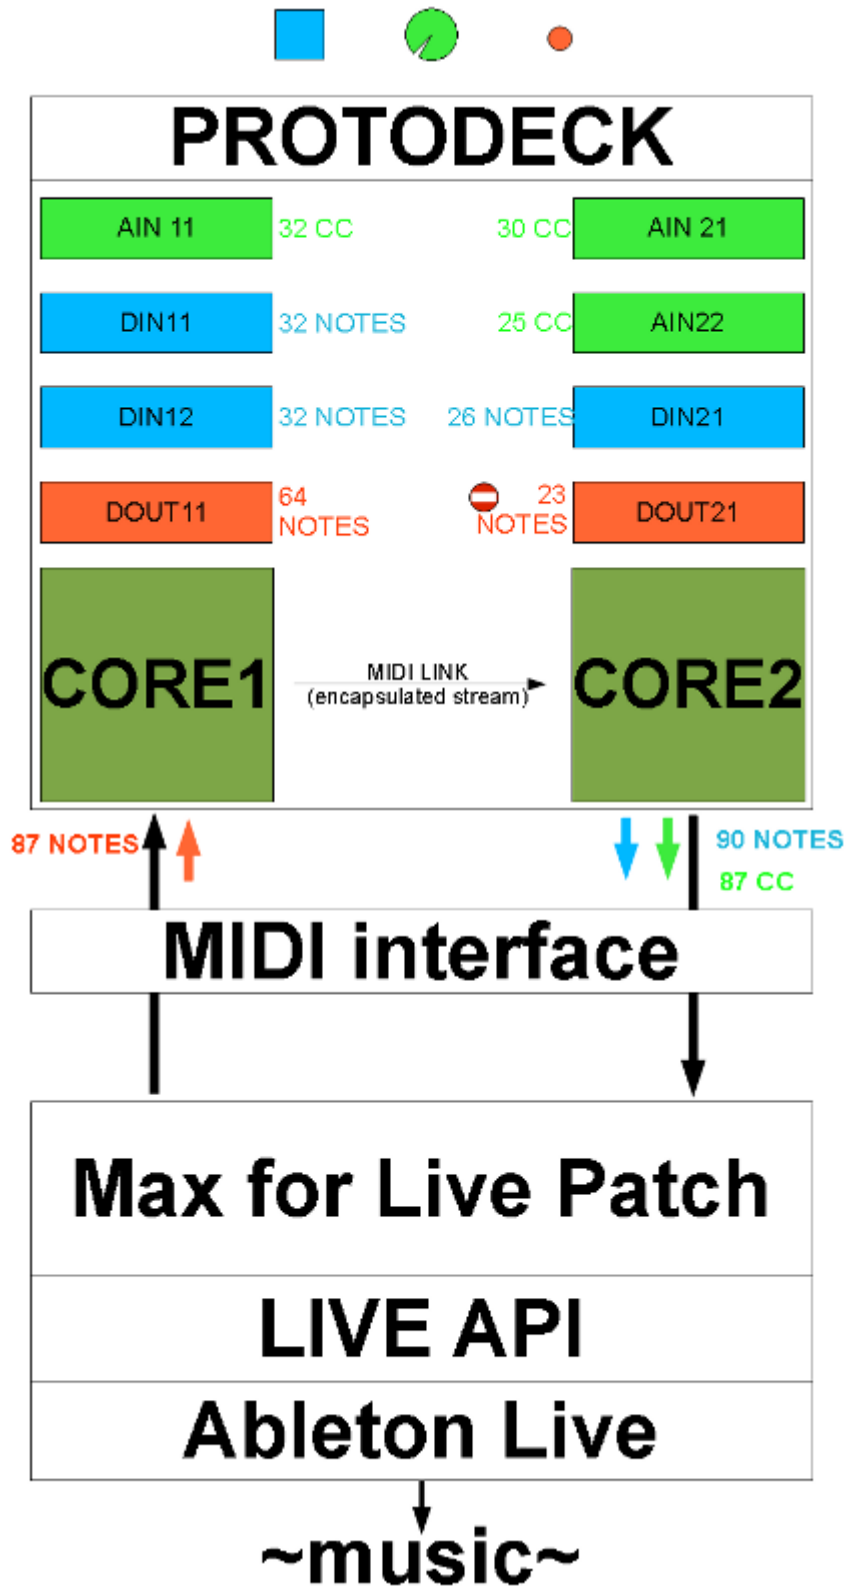 PROTODECK
AIN 11
32 CC
30 CC
AIN 21
DIN11
32 NOTES
25 CC
AIN22
DIN12
32 NOTES
26 NOTES
DIN21
DOUT11
64
NOTES
23
NOTES
DOUT21
CORE1
MIDI LINK
(encapsulated stream)
CORE2
87 NOTES
90 NOTES
87 CC
MIDI interface
Max for Live Patch
LIVE API
Ableton Live
~music~